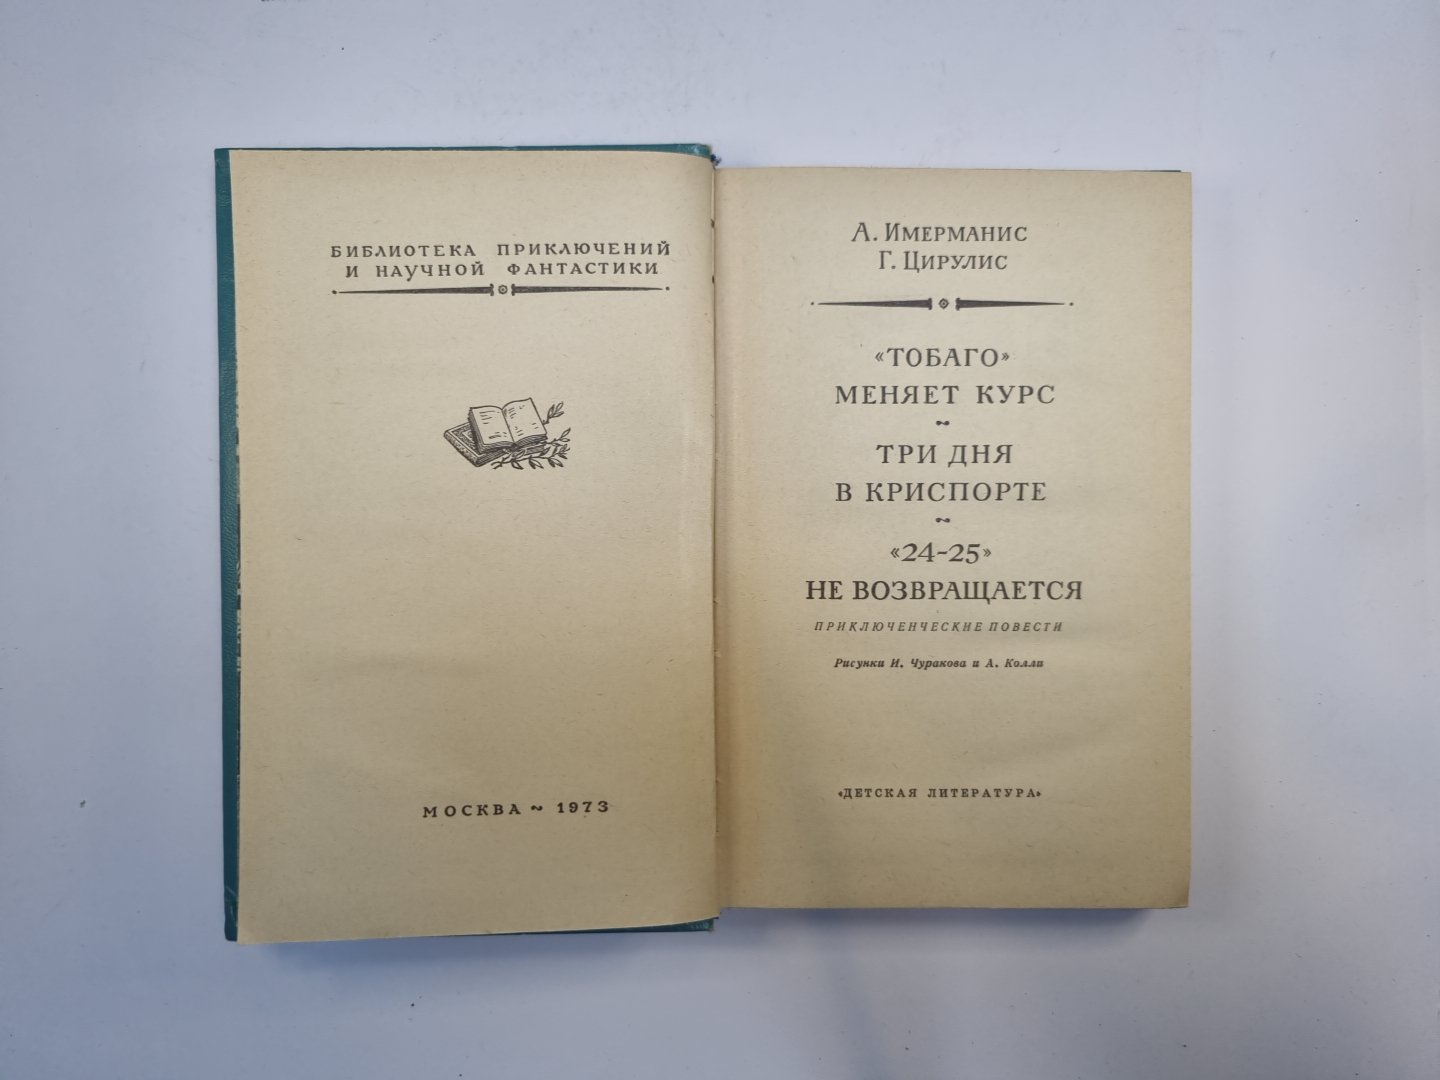 БИБЛИОТЕКА ПРИКЛЮЧЕНИЙ
И НАУЧНОЙ ФАНТАСТИКИ
МОСКВА ~ 1973
А. ИМЕРМАНИС
Г. ЦИРУЛИС
«ТОБАГО»
МЕНЯЕТ КУРС
~
ТРИ ДНЯ
В КРИСПОРТЕ
~
«24-25»
НЕ ВОЗВРАЩАЕТСЯ
ПРИКЛЮЧЕНЧЕСКИЕ ПОВЕСТИ
Рисунки И. Чуракова и А. Колли
«ДЕТСКАЯ ЛИТЕРАТУРА»